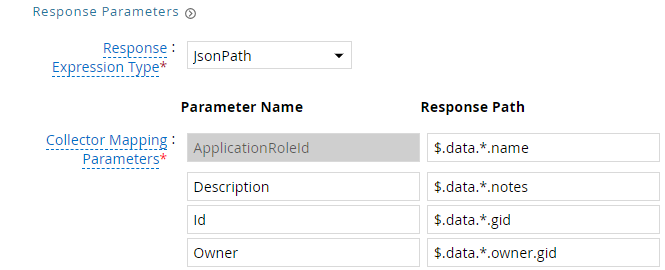 Response Parameters
Response Expression Type* : JsonPath
Parameter Name Response Path
Collector Mapping Parameters* : ApplicationRoleId $.data.*.name
Description $.data.*.notes
Id $.data.*.gid
Owner $.data.*.owner.gid